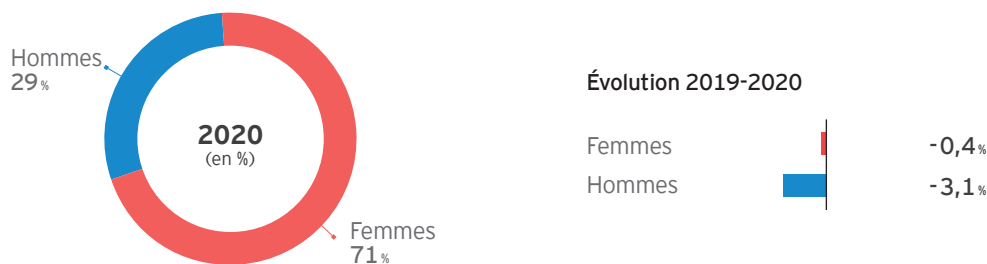 Hommes
29 %
2020
(en %)
Femmes
71 %
Évolution 2019-2020
Femmes -0,4 %
Hommes -3,1 %